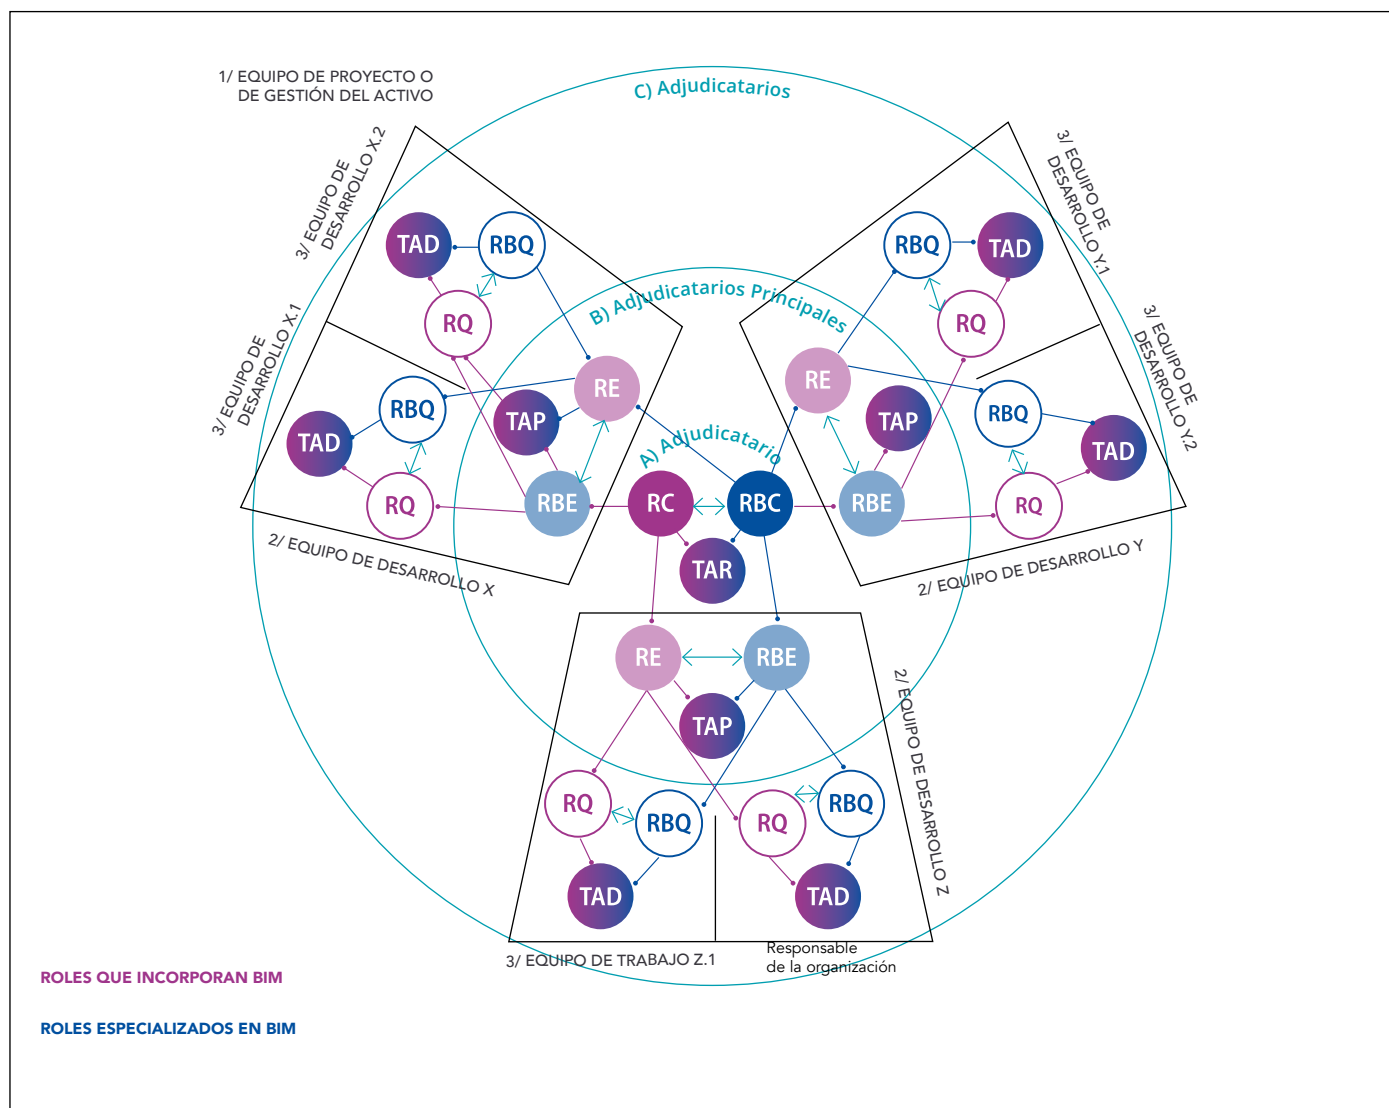 1/ EQUIPO DE PROYECTO O
DE GESTIÓN DEL ACTIVO
C) Adjudicatarios
3/ EQUIPO DE
DESARROLLO X.2
3/ EQUIPO DE
DESARROLLO Y.1
TAD
RBQ
RQ
RBQ
TAD
RQ
B) Adjudicatarios Principales
3/ EQUIPO DE
DESARROLLO X.1
3/ EQUIPO DE
DESARROLLO Y.2
RE
RBQ
TAP
TAD
RQ
RBE
RE
TAP
RBQ
TAD
RBE
RQ
A) Adjudicatario
RC
RBC
TAR
2/ EQUIPO DE DESARROLLO X
2/ EQUIPO DE DESARROLLO Y
RE
RBE
TAP
2/ EQUIPO DE DESARROLLO Z
RQ
RBQ
RQ
RBQ
TAD
TAD
3/ EQUIPO DE TRABAJO Z.1
Responsable
de la organización
ROLES QUE INCORPORAN BIM
ROLES ESPECIALIZADOS EN BIM